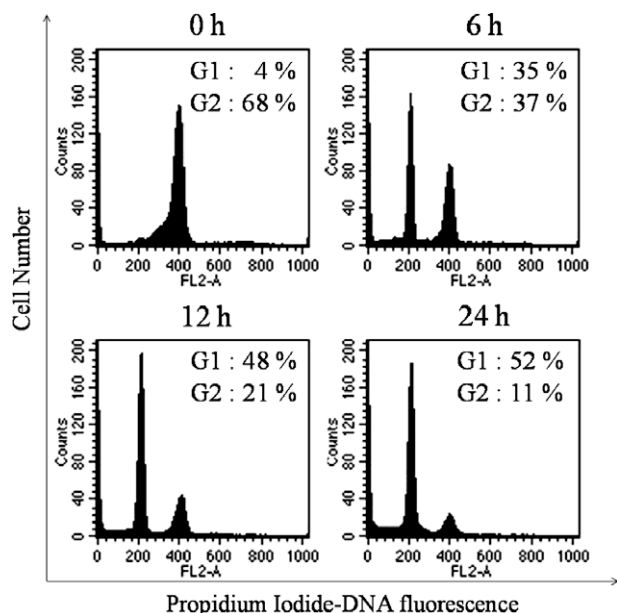 0 h
G1 : 4 %
G2 : 68 %
Counts
200
160
120
80
40
0
0 200 400 600 800 1000
FL2-A
6 h
G1 : 35 %
G2 : 37 %
Counts
200
160
120
80
40
0
0 200 400 600 800 1000
FL2-A
12 h
G1 : 48 %
G2 : 21 %
Counts
200
160
120
80
40
0
0 200 400 600 800 1000
FL2-A
24 h
G1 : 52 %
G2 : 11 %
Counts
200
160
120
80
40
0
0 200 400 600 800 1000
FL2-A
Cell Number
Propidium Iodide-DNA fluorescence